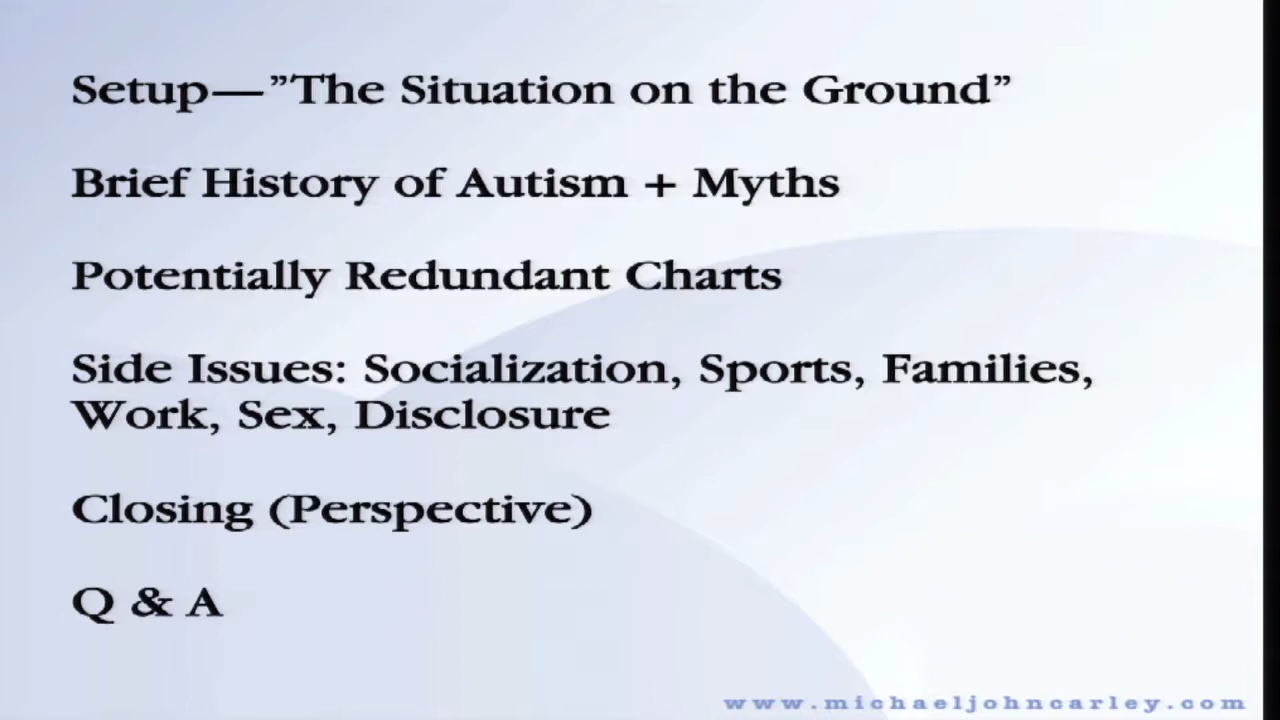 Setup—”The Situation on the Ground”
Brief History of Autism + Myths
Potentially Redundant Charts
Side Issues: Socialization, Sports, Families,
Work, Sex, Disclosure
Closing (Perspective)
Q & A
www.michaeljohncarley.com